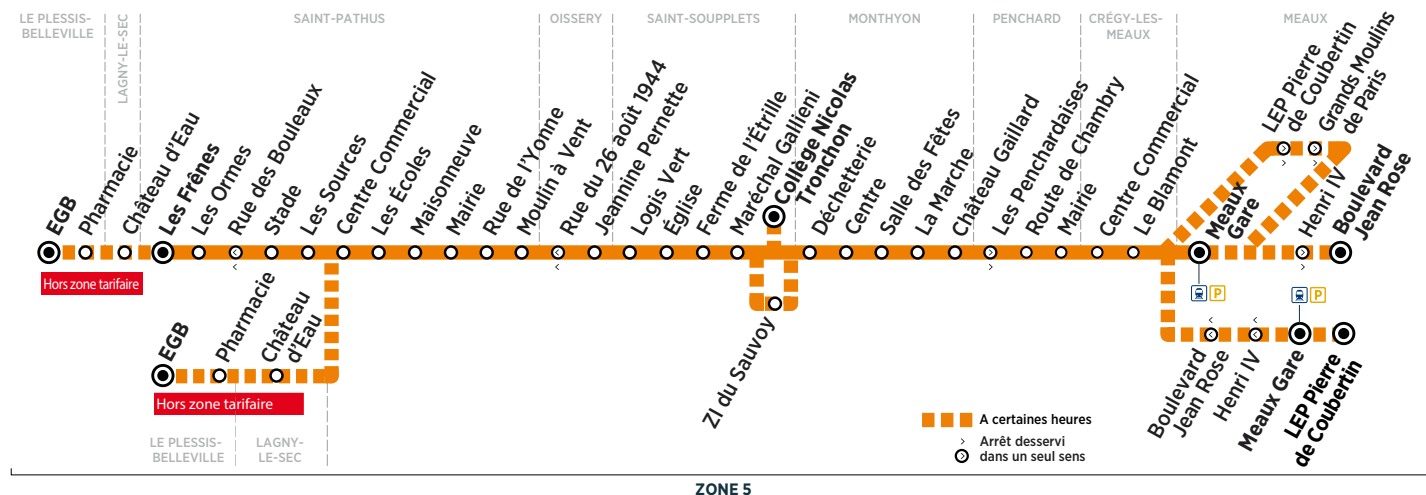 LE PLESSIS-
BELLEVILLE
LAGNY-LE-SEC
SAINT-PATHUS
OISSERY
SAINT-SOUPPLETS
MONTHYON
PENCHARD
CRÉGY-LES-
MEAUX
MEAUX
EGB
Pharmacie
Château d'Eau
Les Frênes
Les Ormes
Rue des Bouleaux
Stade
Les Sources
Centre Commercial
Les Écoles
Maisonneuve
Mairie
Rue de l'Yonne
Moulin à Vent
Rue du 26 août 1944
Jeannine Pernette
Logis Vert
Église
Ferme de l'Étrille
Maréchal Gallieni
Collège Nicolas
Tronchon
Déchetterie
Centre
Salle des Fêtes
La Marche
Château Gaillard
Les Penchardaises
Route de Chambry
Mairie
Centre Commercial
Le Blamont
Meaux
Gare
LEP Pierre
de Coubertin
Grands Moulins
de Paris
Henri IV
Boulevard
Jean Rose
Hors zone tarifaire
P
P
EGB
Pharmacie
Château
d'Eau
Hors zone tarifaire
ZI du Sauvoy
Boulevard
Jean Rose
Henri IV
Meaux Gare
LEP Pierre
de Coubertin
LE PLESSIS-
BELLEVILLE
LAGNY-
LE-SEC
A certaines heures
Arrêt desservi
dans un seul sens
ZONE 5